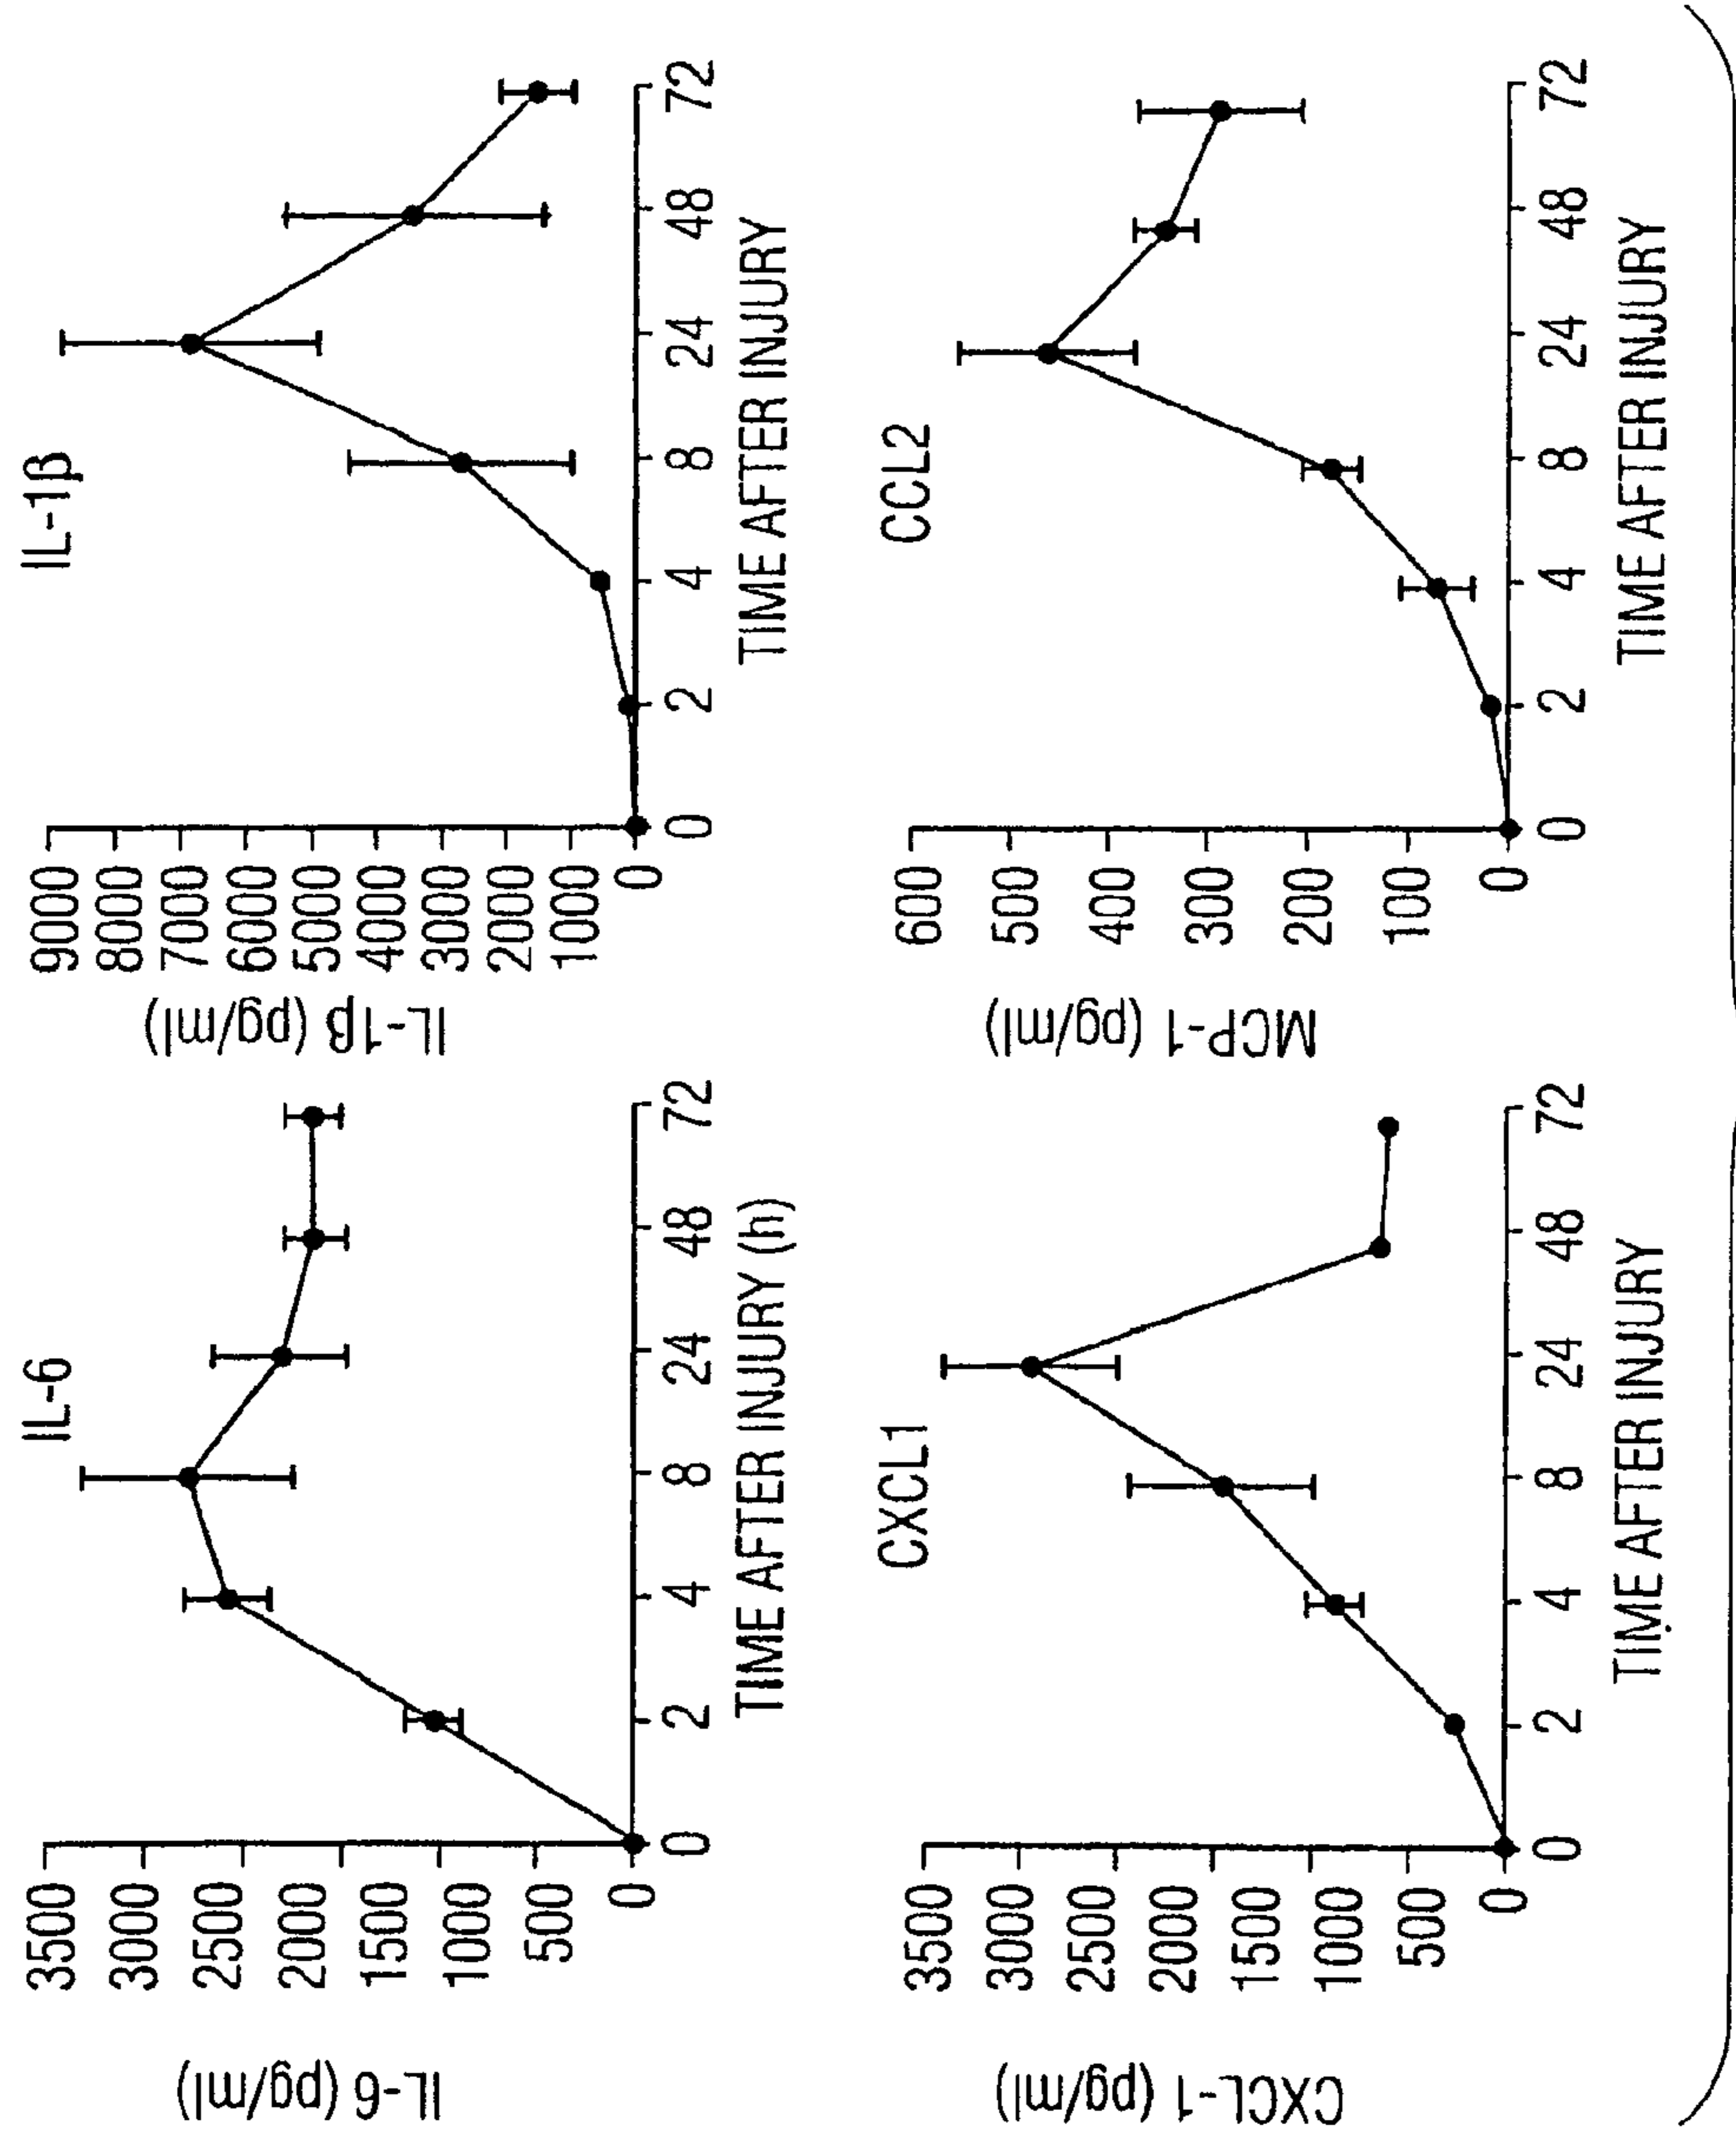 IL-6
IL-6 (pg/ml)
3500
3000
2500
2000
1500
1000
500
0
0 2 4 8 24 48 72
TIME AFTER INJURY (h)
IL-1β
IL-1β (pg/ml)
9000
8000
7000
6000
5000
4000
3000
2000
1000
0
0 2 4 8 24 48 72
TIME AFTER INJURY
CXCL1
CXCL-1 (pg/ml)
3500
3000
2500
2000
1500
1000
500
0
0 2 4 8 24 48 72
TIME AFTER INJURY
CCL2
MCP-1 (pg/ml)
600
500
400
300
200
100
0
0 2 4 8 24 48 72
TIME AFTER INJURY